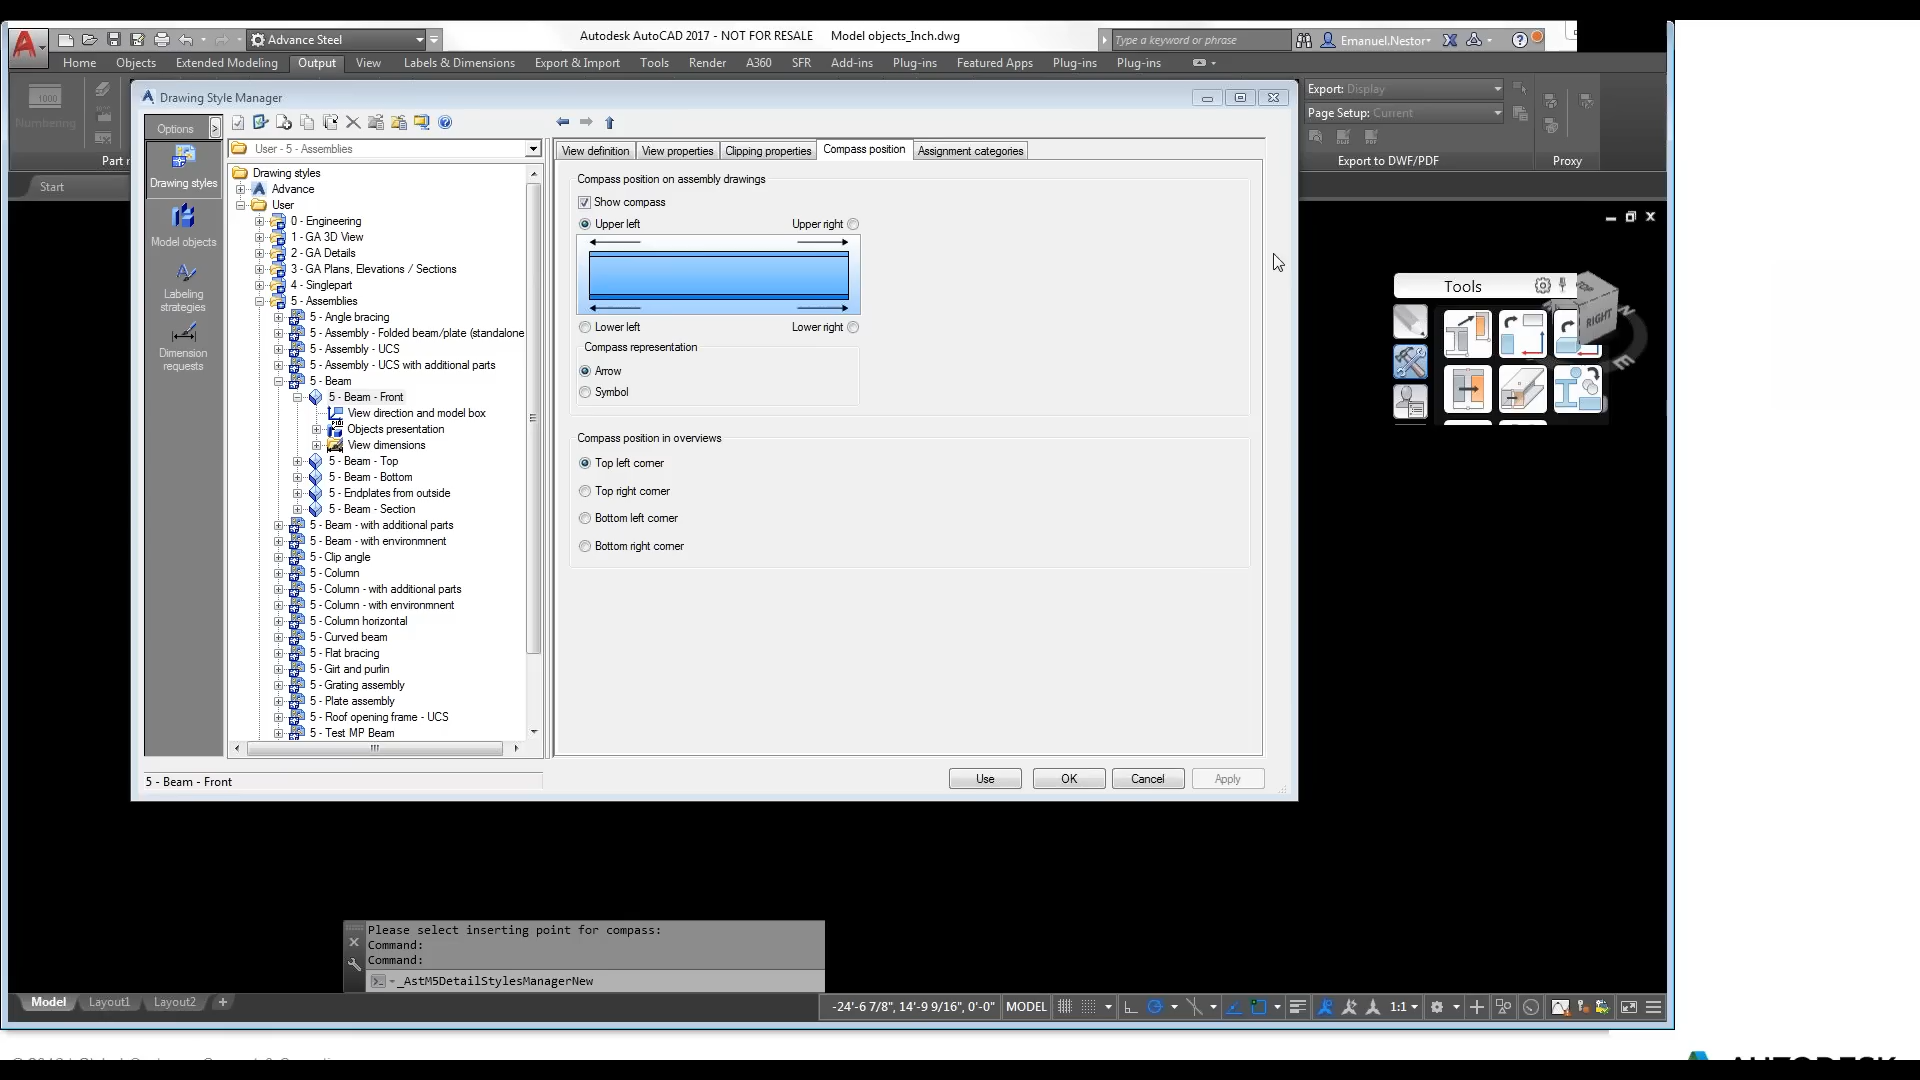 Advance Steel
Autodesk AutoCAD 2017 - NOT FOR RESALE Model objects_Inch.dwg
Type a keyword or phrase
Emanuel.Nestor
Home Objects Extended Modeling Output View Labels & Dimensions Export & Import Tools Render A360 SFR Add-ins Plug-ins Featured Apps Plug-ins Plug-ins
1000
Numbering
Part
Start
Export: Display
Page Setup: Current
Export to DWF/PDF
Proxy
Drawing Style Manager
Options >
Drawing styles
Model objects
Labeling
strategies
Dimension
requests
User - 5 - Assemblies
Drawing styles
Advance
User
0 - Engineering
1 - GA 3D View
2 - GA Details
3 - GA Plans, Elevations / Sections
4 - Singlepart
5 - Assemblies
5 - Angle bracing
5 - Assembly - Folded beam/plate (standalone
5 - Assembly - UCS
5 - Assembly - UCS with additional parts
5 - Beam
5 - Beam - Front
View direction and model box
Objects presentation
View dimensions
5 - Beam - Top
5 - Beam - Bottom
5 - Endplates from outside
5 - Beam - Section
5 - Beam - with additional parts
5 - Beam - with environmnent
5 - Clip angle
5 - Column
5 - Column - with additional parts
5 - Column - with environmnent
5 - Column horizontal
5 - Curved beam
5 - Flat bracing
5 - Girt and purlin
5 - Grating assembly
5 - Plate assembly
5 - Roof opening frame - UCS
5 - Test MP Beam
5 - Beam - Front
View definition View properties Clipping properties Compass position Assignment categories
Compass position on assembly drawings
Show compass
Upper left Upper right
Lower left Lower right
Compass representation
Arrow
Symbol
Compass position in overviews
Top left corner
Top right corner
Bottom left corner
Bottom right corner
Use OK Cancel Apply
Tools
TOP
RIGHT
N
E
Please select inserting point for compass:
Command:
Command:
_AstM5DetailStylesManagerNew
Model Layout1 Layout2 +
-24'-6 7/8", 14'-9 9/16", 0'-0" MODEL 1:1
AUTODESK